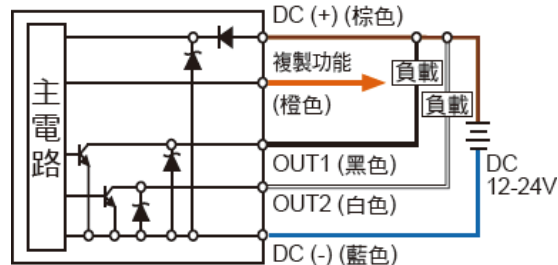 DC (+) (棕色)
複製功能
(橙色)
負載
負載
主電路
OUT1 (黑色)
DC
12-24V
OUT2 (白色)
DC (-) (藍色)